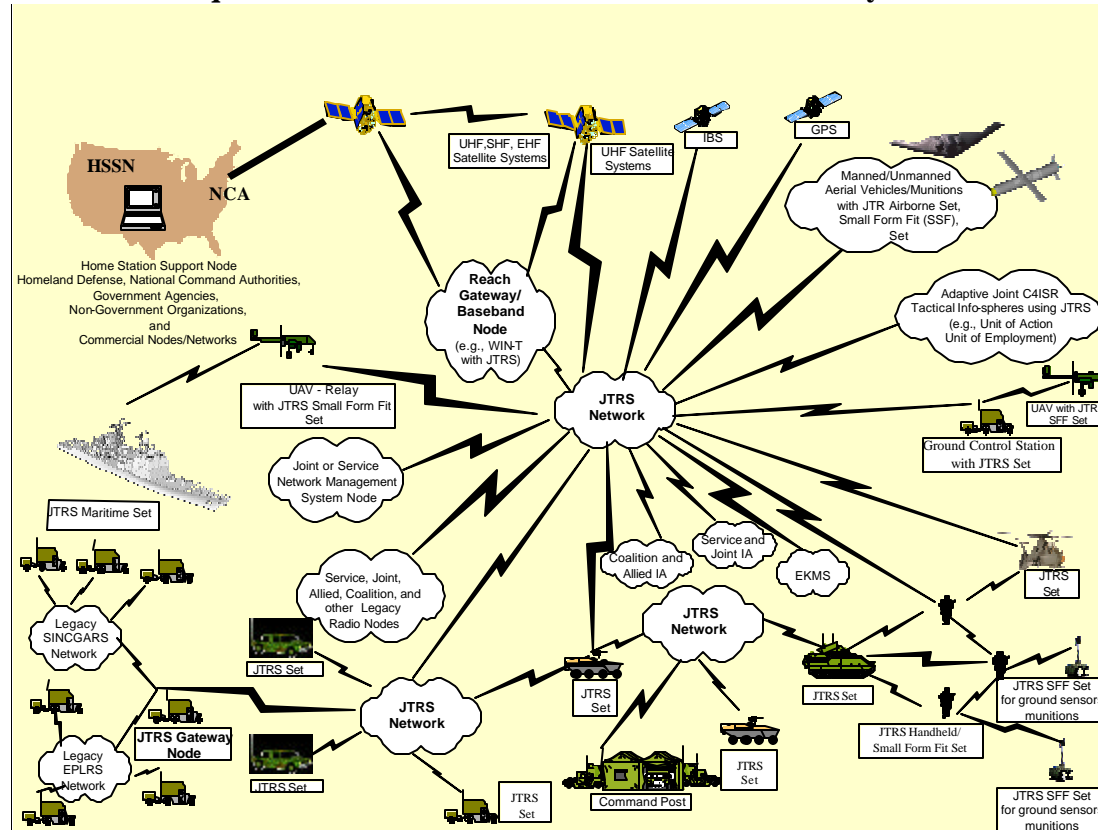 UHF,SHF, EHF
Satellite Systems
UHF Satellite
Systems
IBS
GPS
HSSN
NCA
Manned/Unmanned
Aerial Vehicles/Munitions
with JTR Airborne Set,
Small Form Fit (SSF),
Set
Home Station Support Node
Homeland Defense, National Command Authorities,
Government Agencies,
Non-Government Organizations,
and
Commercial Nodes/Networks
Reach
Gateway/
Baseband
Node
(e.g., WIN-T
with JTRS)
Adaptive Joint C4ISR
Tactical Info-spheres using JTRS
(e.g., Unit of Action
Unit of Employment)
UAV - Relay
with JTRS Small Form Fit
Set
JTRS
Network
UAV with JTR
SFF Set
Ground Control Station
with JTRS Set
Joint or Service
Network Management
System Node
JTRS Maritime Set
Coalition and
Allied IA
Service and
Joint IA
EKMS
JTRS
Set
Service, Joint,
Allied, Coalition, and
other Legacy
Radio Nodes
Legacy
SINCGARS
Network
JTRS
Network
JTRS Set
JTRS
Set
JTRS Set
JTRS SFF Set
for ground sensors
munitions
JTRS
Network
JTRS Gateway
Node
JTRS Handheld/
Small Form Fit Set
Legacy
EPLRS
Network
JTRS Set
JTRS
Set
JTRS
Set
Command Post
JTRS SFF Set
for ground sensors
munitions